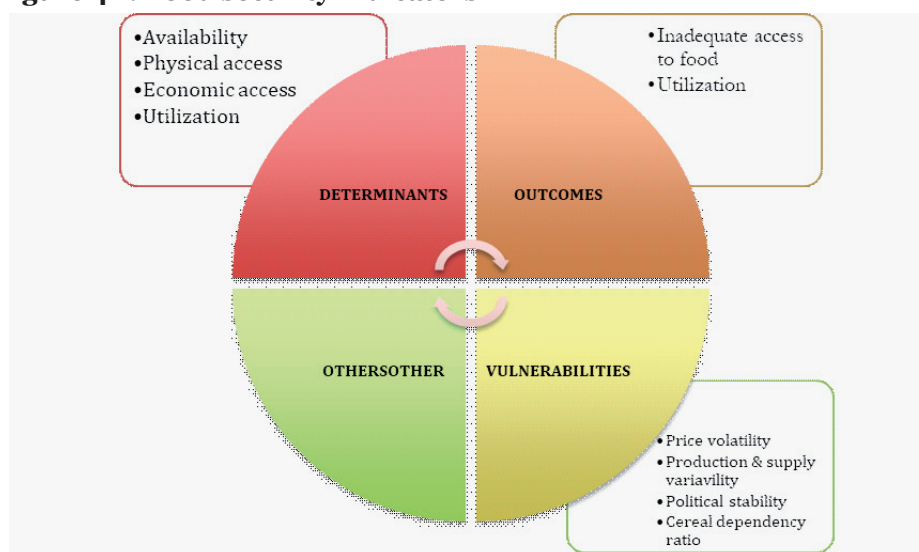 •Availability
•Physical access
•Economic access
•Utilization
•Inadequate access
to food
•Utilization
DETERMINANTS
OUTCOMES
OTHERSOTHER
VULNERABILITIES
•Price volatility
•Production & supply
variavility
•Political stability
•Cereal dependency
ratio